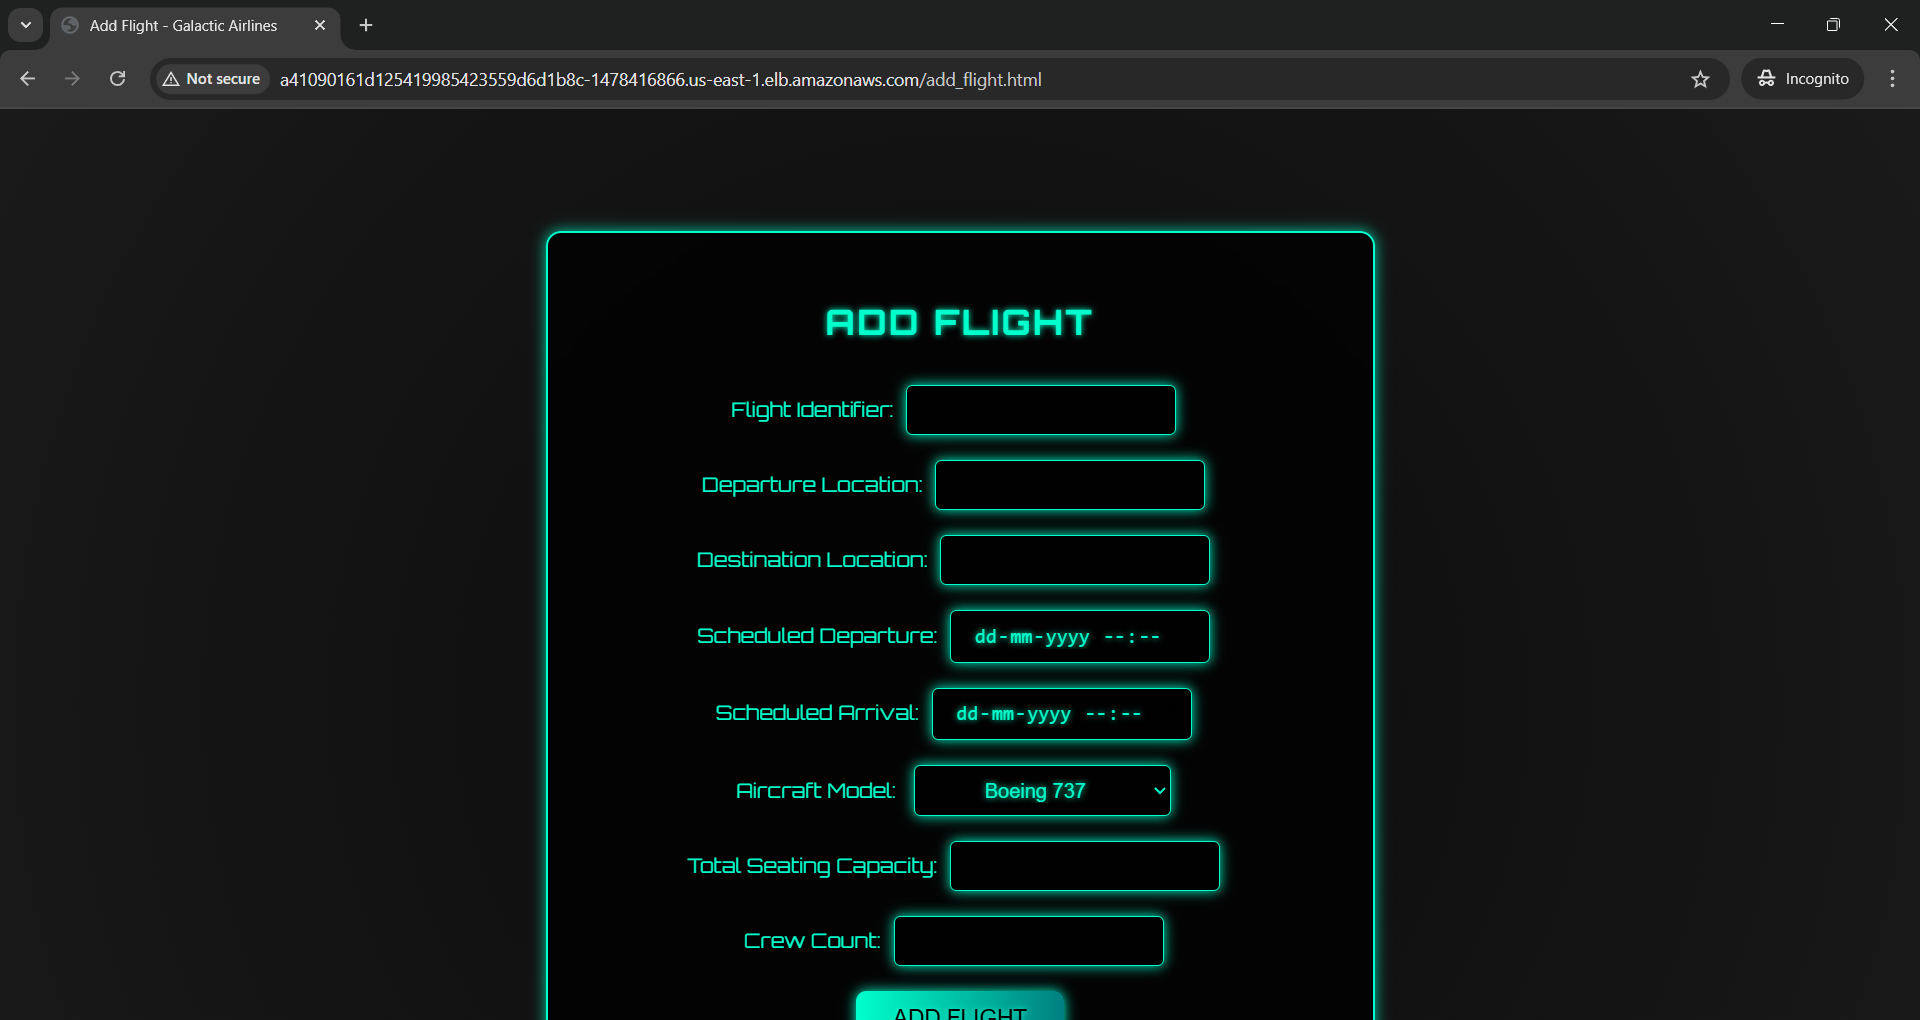 Add Flight - Galactic Airlines
Not secure
a41090161d125419985423559d6d1b8c-1478416866.us-east-1.elb.amazonaws.com/add_flight.html
Incognito
ADD FLIGHT
Flight Identifier:
Departure Location:
Destination Location:
Scheduled Departure: dd-mm-yyyy --:--
Scheduled Arrival: dd-mm-yyyy --:--
Aircraft Model: Boeing 737
Total Seating Capacity:
Crew Count:
ADD FLIGHT